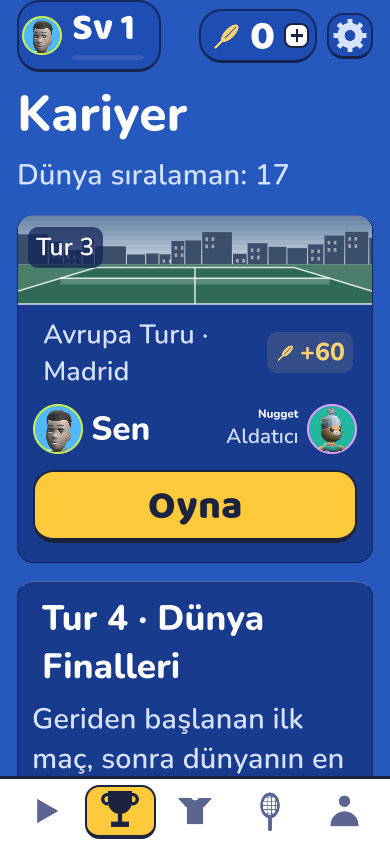 Sv 1
0
Kariyer
Dünya sıralaman: 17
Tur 3
Avrupa Turu ·
Madrid
+60
Sen
Nugget
Aldatıcı
Oyna
Tur 4 · Dünya
Finalleri
Geriden başlanan ilk
maç, sonra dünyanın en